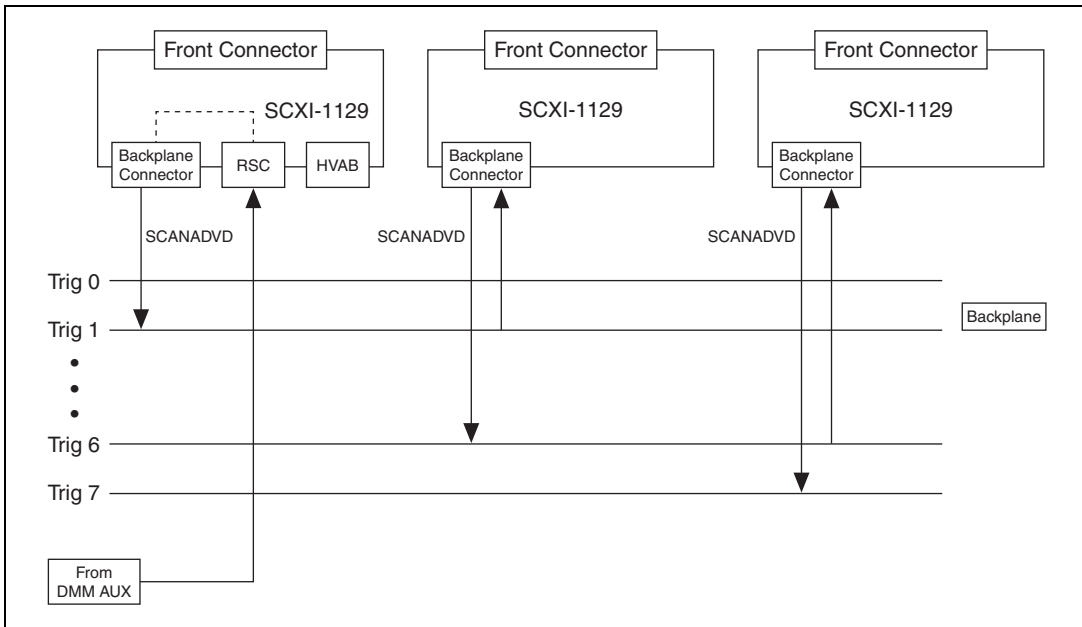 Front Connector
Front Connector
Front Connector
SCXI-1129
SCXI-1129
SCXI-1129
Backplane
Connector
RSC
HVAB
Backplane
Connector
Backplane
Connector
SCANADVD
SCANADVD
SCANADVD
Trig 0
Trig 1
Backplane
Trig 6
Trig 7
From
DMM AUX